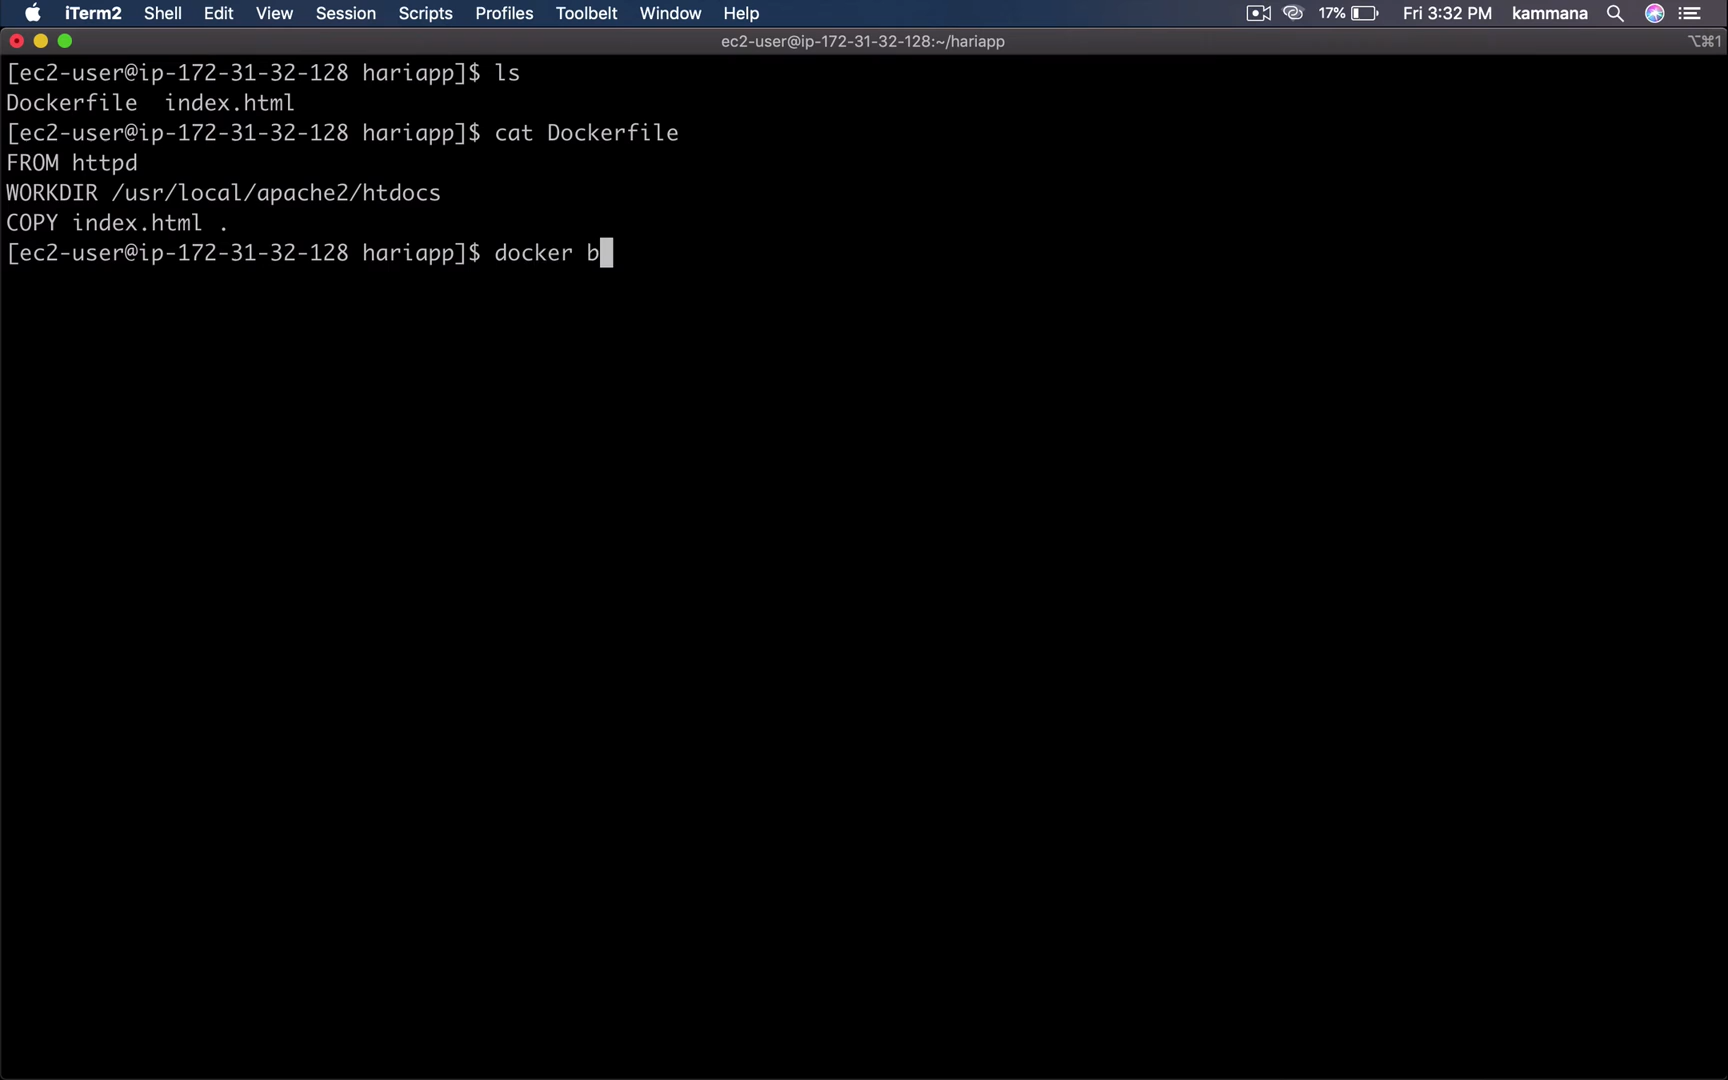 iTerm2 Shell Edit View Session Scripts Profiles Toolbelt Window Help 17% Fri 3:32 PM kammana
ec2-user@ip-172-31-32-128:~/hariapp ⌥⌘1
[ec2-user@ip-172-31-32-128 hariapp]$ ls
Dockerfile  index.html
[ec2-user@ip-172-31-32-128 hariapp]$ cat Dockerfile
FROM httpd
WORKDIR /usr/local/apache2/htdocs
COPY index.html .
[ec2-user@ip-172-31-32-128 hariapp]$ docker b